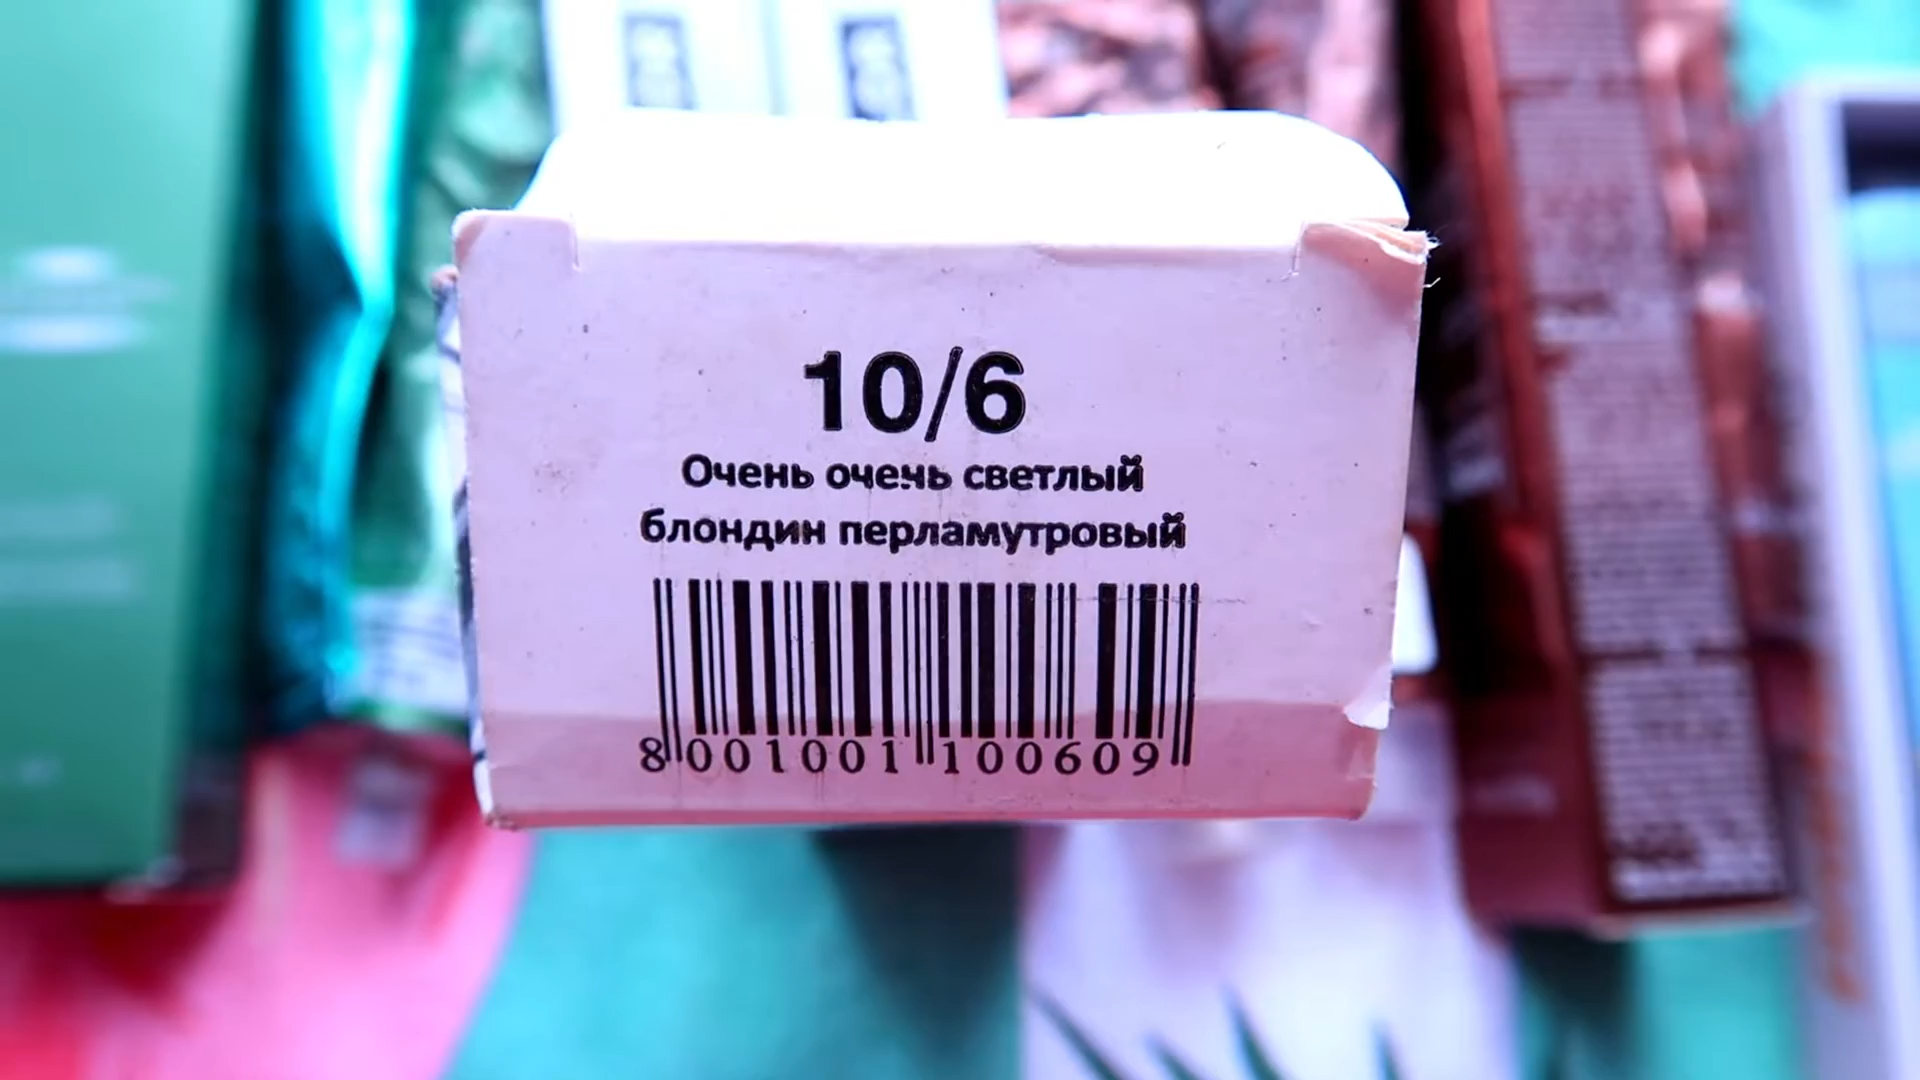 10/6
Очень очень светлый
блондин перламутровый
8 001001 100609